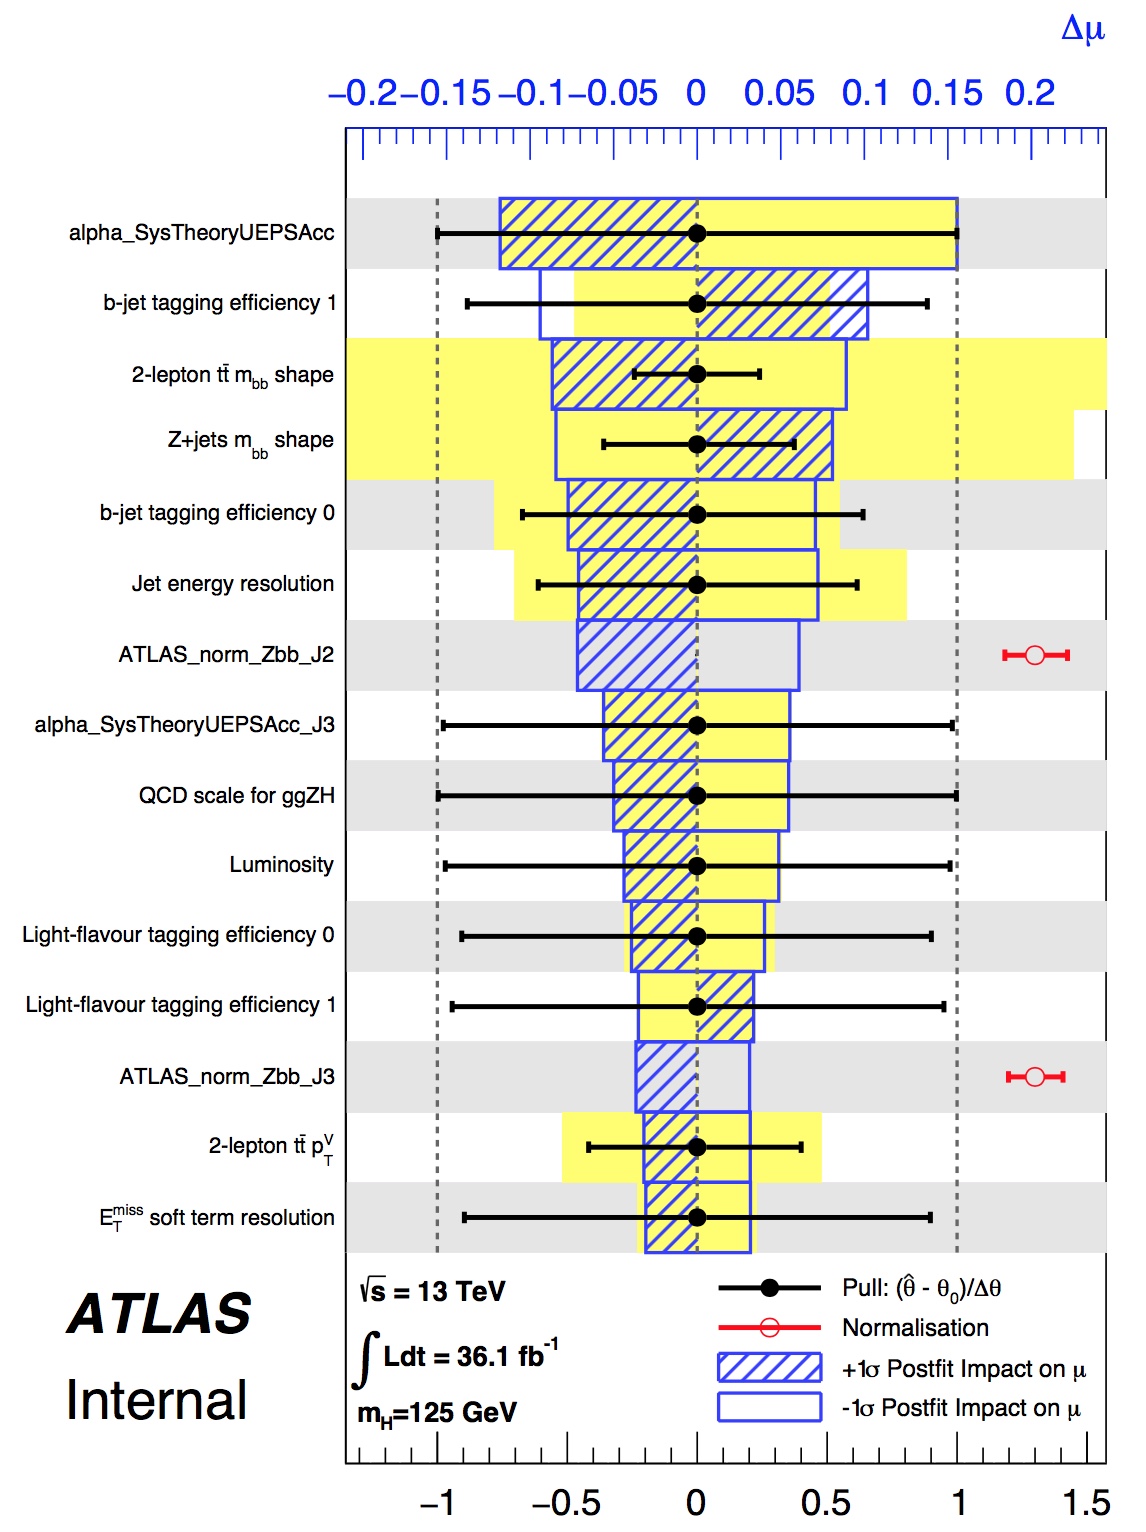 Δμ
−0.2 −0.15 −0.1 −0.05 0 0.05 0.1 0.15 0.2
alpha_SysTheoryUEPSAcc
b-jet tagging efficiency 1
2-lepton tt̄ m_bb shape
Z+jets m_bb shape
b-jet tagging efficiency 0
Jet energy resolution
ATLAS_norm_Zbb_J2
alpha_SysTheoryUEPSAcc_J3
QCD scale for ggZH
Luminosity
Light-flavour tagging efficiency 0
Light-flavour tagging efficiency 1
ATLAS_norm_Zbb_J3
2-lepton tt̄ p_T^V
E_T^miss soft term resolution
ATLAS
Internal
√s = 13 TeV
∫ Ldt = 36.1 fb⁻¹
m_H=125 GeV
Pull: (θ̂ - θ₀)/Δθ
Normalisation
+1σ Postfit Impact on μ
-1σ Postfit Impact on μ
−1 −0.5 0 0.5 1 1.5